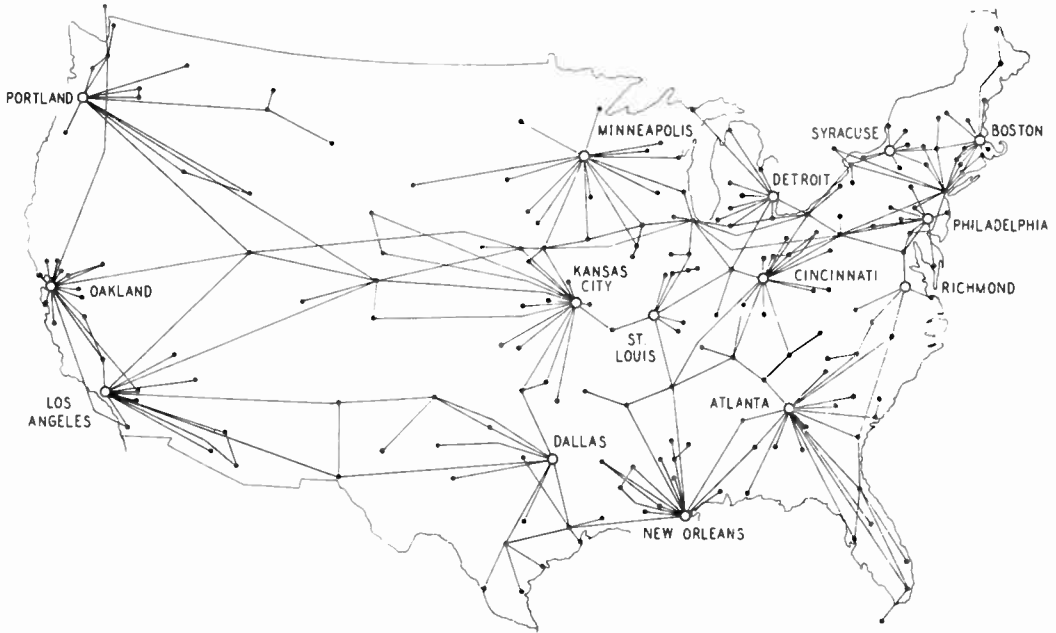 PORTLAND
MINNEAPOLIS
SYRACUSE
BOSTON
DETROIT
PHILADELPHIA
OAKLAND
KANSAS
CITY
CINCINNATI
RICHMOND
ST.
LOUIS
LOS
ANGELES
ATLANTA
DALLAS
NEW ORLEANS